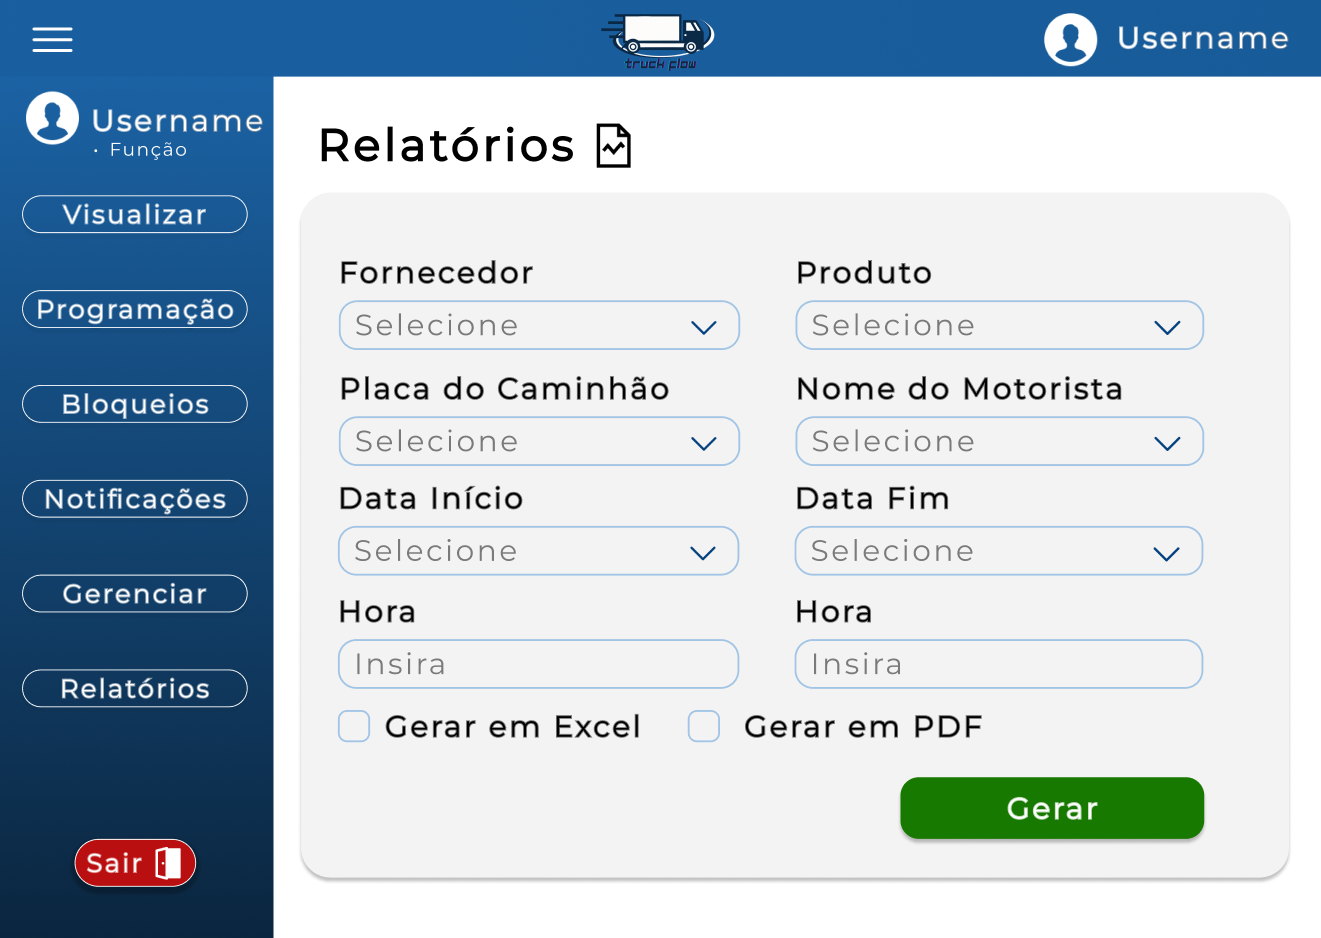 truck flow
Username
Username
• Função
Visualizar
Programação
Bloqueios
Notificações
Gerenciar
Relatórios
Sair
Relatórios
Fornecedor
Produto
Selecione
Selecione
Placa do Caminhão
Nome do Motorista
Selecione
Selecione
Data Início
Data Fim
Selecione
Selecione
Hora
Hora
Insira
Insira
Gerar em Excel
Gerar em PDF
Gerar